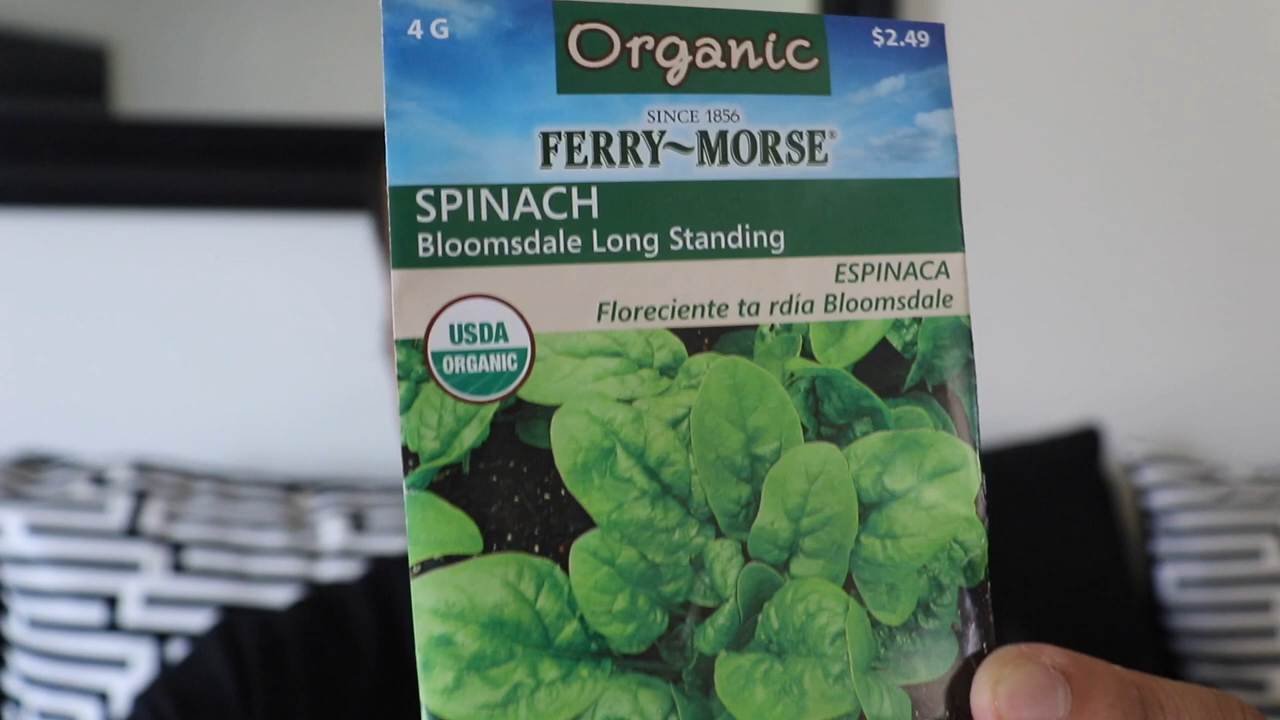 4 G
Organic
$2.49
SINCE 1856
FERRY~MORSE®
SPINACH
Bloomsdale Long Standing
ESPINACA
Floreciente ta rdía Bloomsdale
USDA
ORGANIC